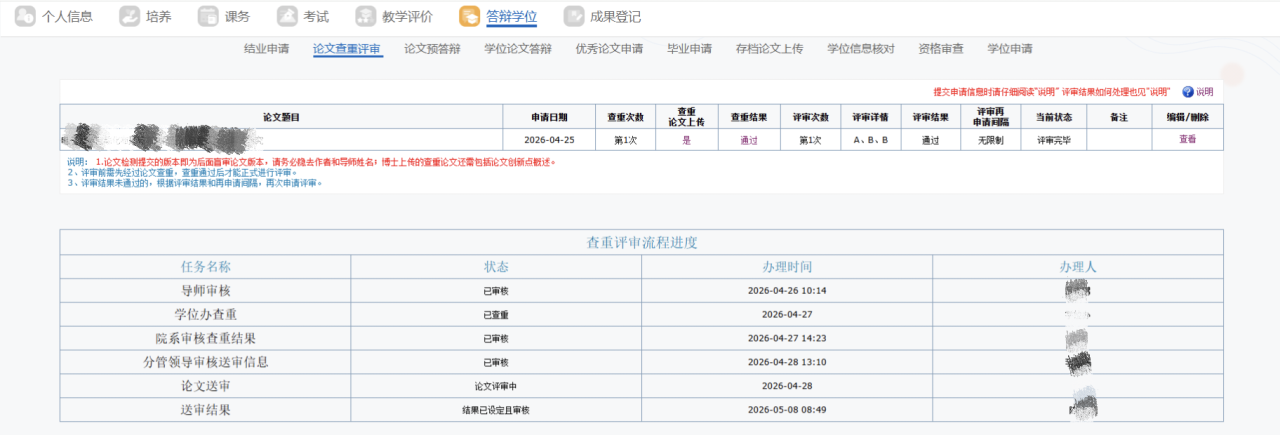 个人信息 培养 课务 考试 教学评价 答辩学位 成果登记
结业申请 论文查重评审 论文预答辩 学位论文答辩 优秀论文申请 毕业申请 存档论文上传 学位信息核对 资格审查 学位申请
提交申请信息时请仔细阅读"说明" 评审结果如何处理也见"说明" ? 说明
论文题目 申请日期 查重次数 查重论文上传 查重结果 评审次数 评审详情 评审结果 评审再申请间隔 当前状态 备注 编辑/删除
2026-04-25 第1次 是 通过 第1次 A、B、B 通过 无限制 评审完毕 查看
说明: 1.论文检测提交的版本即为后面盲审论文版本，请务必隐去作者和导师姓名；博士上传的查重论文还需包括论文创新点概述。
2、评审前需先经过论文查重，查重通过后才能正式进行评审。
3、评审结果未通过的，根据评审结果和再申请间隔，再次申请评审。
查重评审流程进度
任务名称 状态 办理时间 办理人
导师审核 已审核 2026-04-26 10:14
学位办查重 已查重 2026-04-27
院系审核查重结果 已审核 2026-04-27 14:23
分管领导审核送审信息 已审核 2026-04-28 13:10
论文送审 论文评审中 2026-04-28
送审结果 结果已设定且审核 2026-05-08 08:49